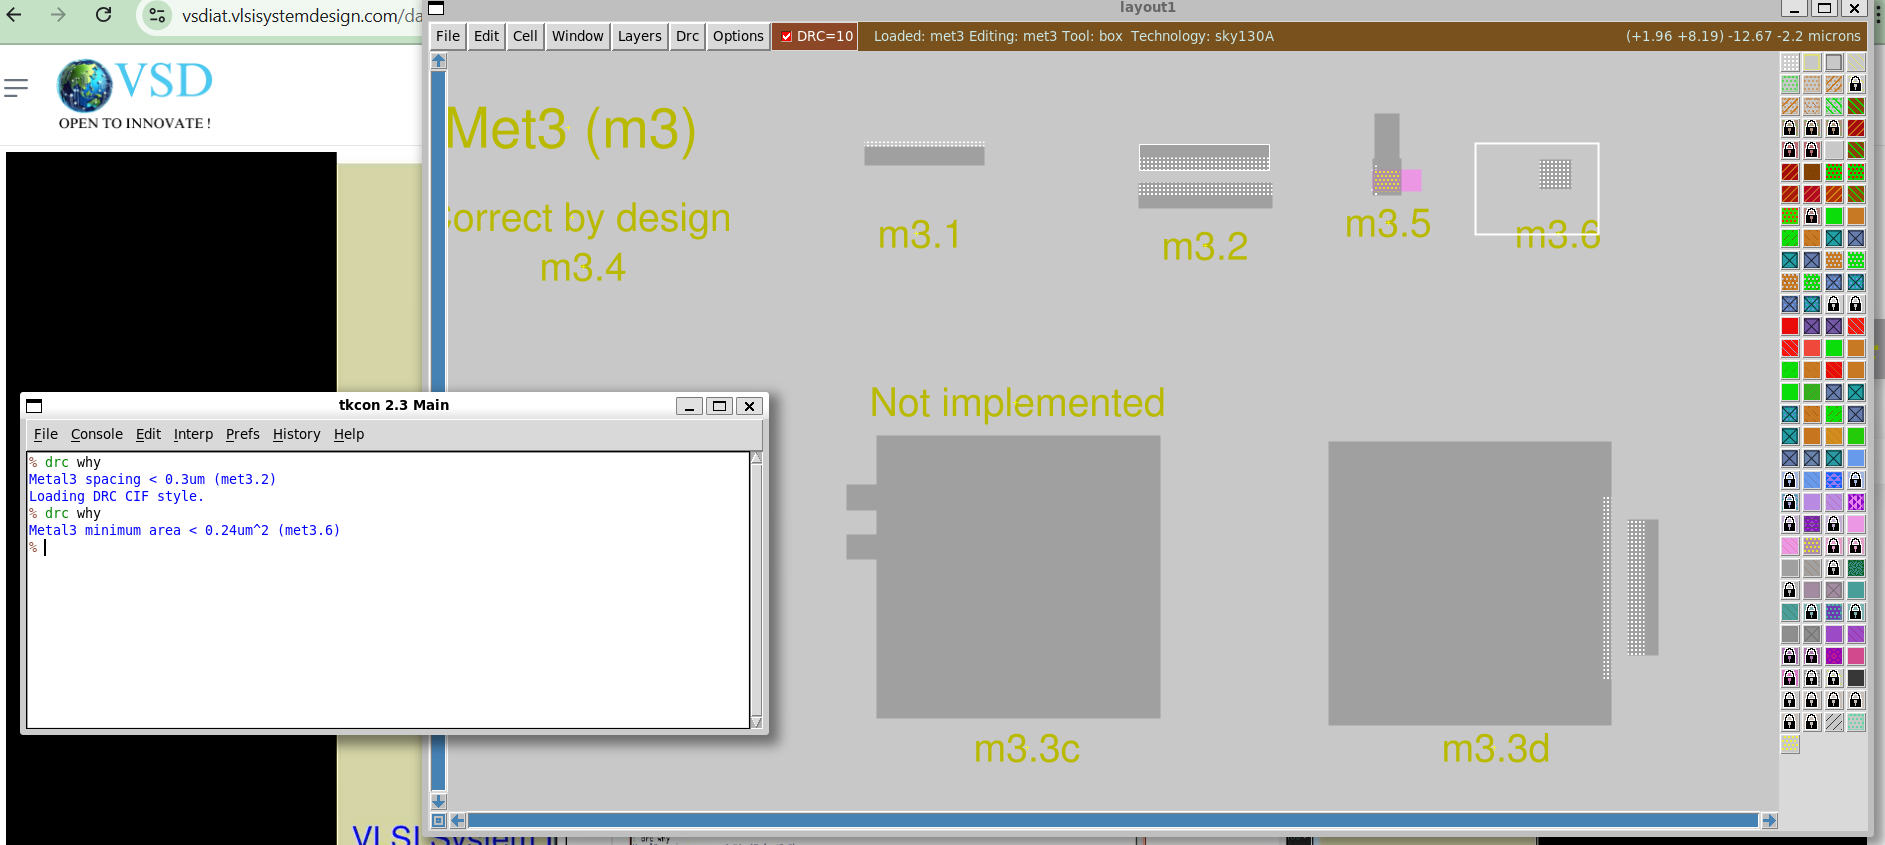 vsdiat.vlsisystemdesign.com/da
VSD
OPEN TO INNOVATE !
layout1
File Edit Cell Window Layers Drc Options DRC=10 Loaded: met3 Editing: met3 Tool: box Technology: sky130A (+1.96 +8.19) -12.67 -2.2 microns
Met3 (m3)
Correct by design
m3.4
m3.1
m3.2
m3.5
m3.6
Not implemented
m3.3c
m3.3d
tkcon 2.3 Main
File Console Edit Interp Prefs History Help
% drc why
Metal3 spacing < 0.3um (met3.2)
Loading DRC CIF style.
% drc why
Metal3 minimum area < 0.24um^2 (met3.6)
%
VLSI System
drc why